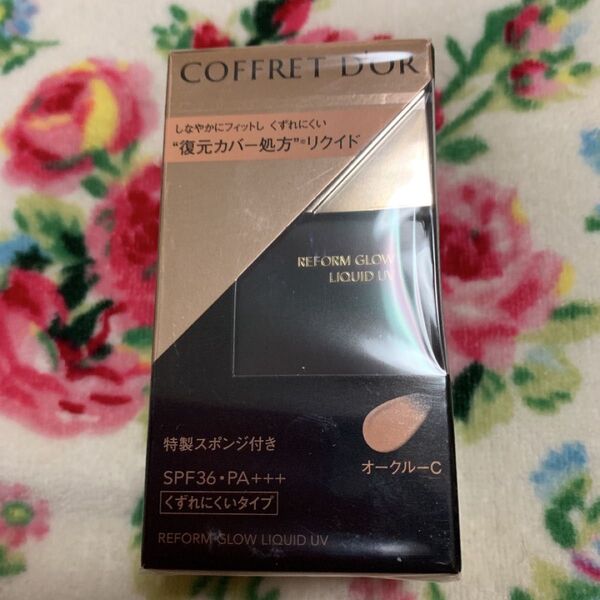 COFFRET D'OR
しなやかにフィットし くずれにくい
“復元カバー処方”※リクイド
REFORM GLOW
LIQUID UV
特製スポンジ付き
オークルーC
SPF36・PA+++
くずれにくいタイプ
REFORM GLOW LIQUID UV